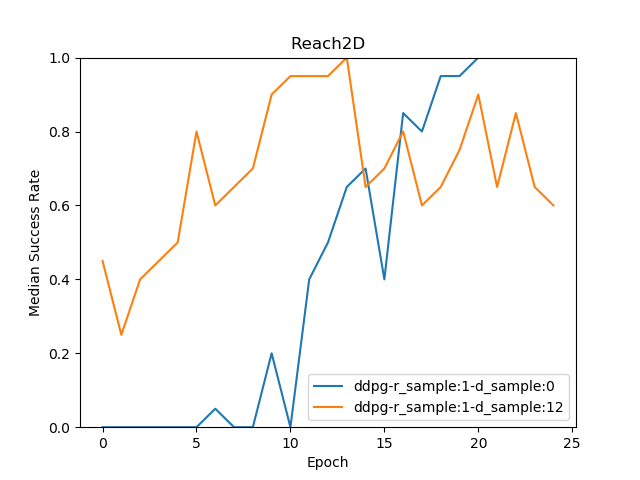 Reach2D
Median Success Rate
1.0
0.8
0.6
0.4
0.2
0.0
ddpg-r_sample:1-d_sample:0
ddpg-r_sample:1-d_sample:12
0 5 10 15 20 25
Epoch